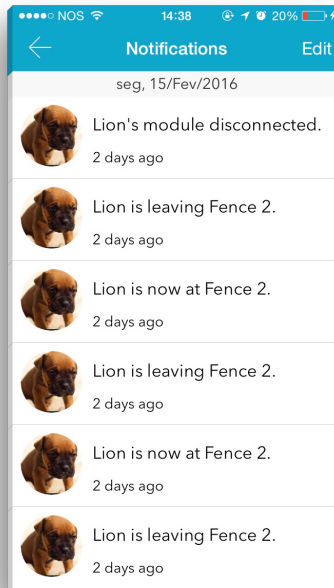 NOS 14:38 20%
Notifications Edit
seg, 15/Fev/2016
Lion's module disconnected.
2 days ago
Lion is leaving Fence 2.
2 days ago
Lion is now at Fence 2.
2 days ago
Lion is leaving Fence 2.
2 days ago
Lion is now at Fence 2.
2 days ago
Lion is leaving Fence 2.
2 days ago